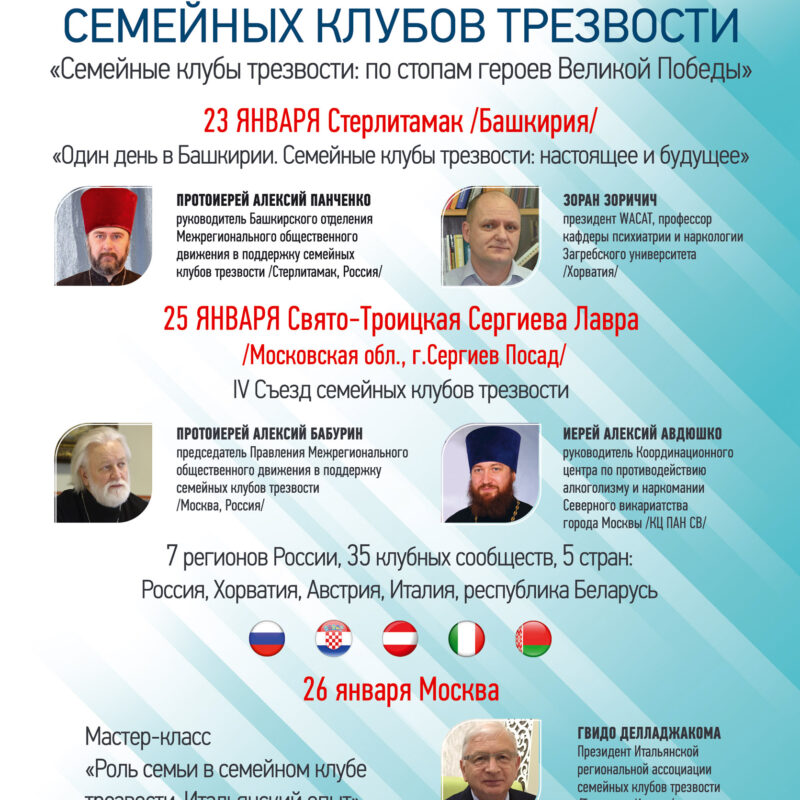 СЕМЕЙНЫХ КЛУБОВ ТРЕЗВОСТИ
«Семейные клубы трезвости: по стопам героев Великой Победы»
23 ЯНВАРЯ Стерлитамак /Башкирия/
«Один день в Башкирии. Семейные клубы трезвости: настоящее и будущее»
ПРОТОИЕРЕЙ АЛЕКСИЙ ПАНЧЕНКО
руководитель Башкирского отделения
Межрегионального общественного
движения в поддержку семейных
клубов трезвости /Стерлитамак, Россия/
ЗОРАН ЗОРИЧИЧ
президент WACAT, профессор
кафедры психиатрии и наркологии
Загребского университета
/Хорватия/
25 ЯНВАРЯ Свято-Троицкая Сергиева Лавра
/Московская обл., г.Сергиев Посад/
IV Съезд семейных клубов трезвости
ПРОТОИЕРЕЙ АЛЕКСИЙ БАБУРИН
председатель Правления Межрегионального
общественного движения в поддержку
семейных клубов трезвости
/Москва, Россия/
ИЕРЕЙ АЛЕКСИЙ АВДЮШКО
руководитель Координационного
центра по противодействию
алкоголизму и наркомании
Северного викариатства
города Москвы /КЦ ПАН СВ/
7 регионов России, 35 клубных сообществ, 5 стран:
Россия, Хорватия, Австрия, Италия, республика Беларусь
26 января Москва
Мастер-класс
«Роль семьи в семейном клубе
трезвости. Итальянский опыт»
ГВИДО ДЕЛЛАДЖАКОМА
Президент Итальянской
региональной ассоциации
семейных клубов трезвости